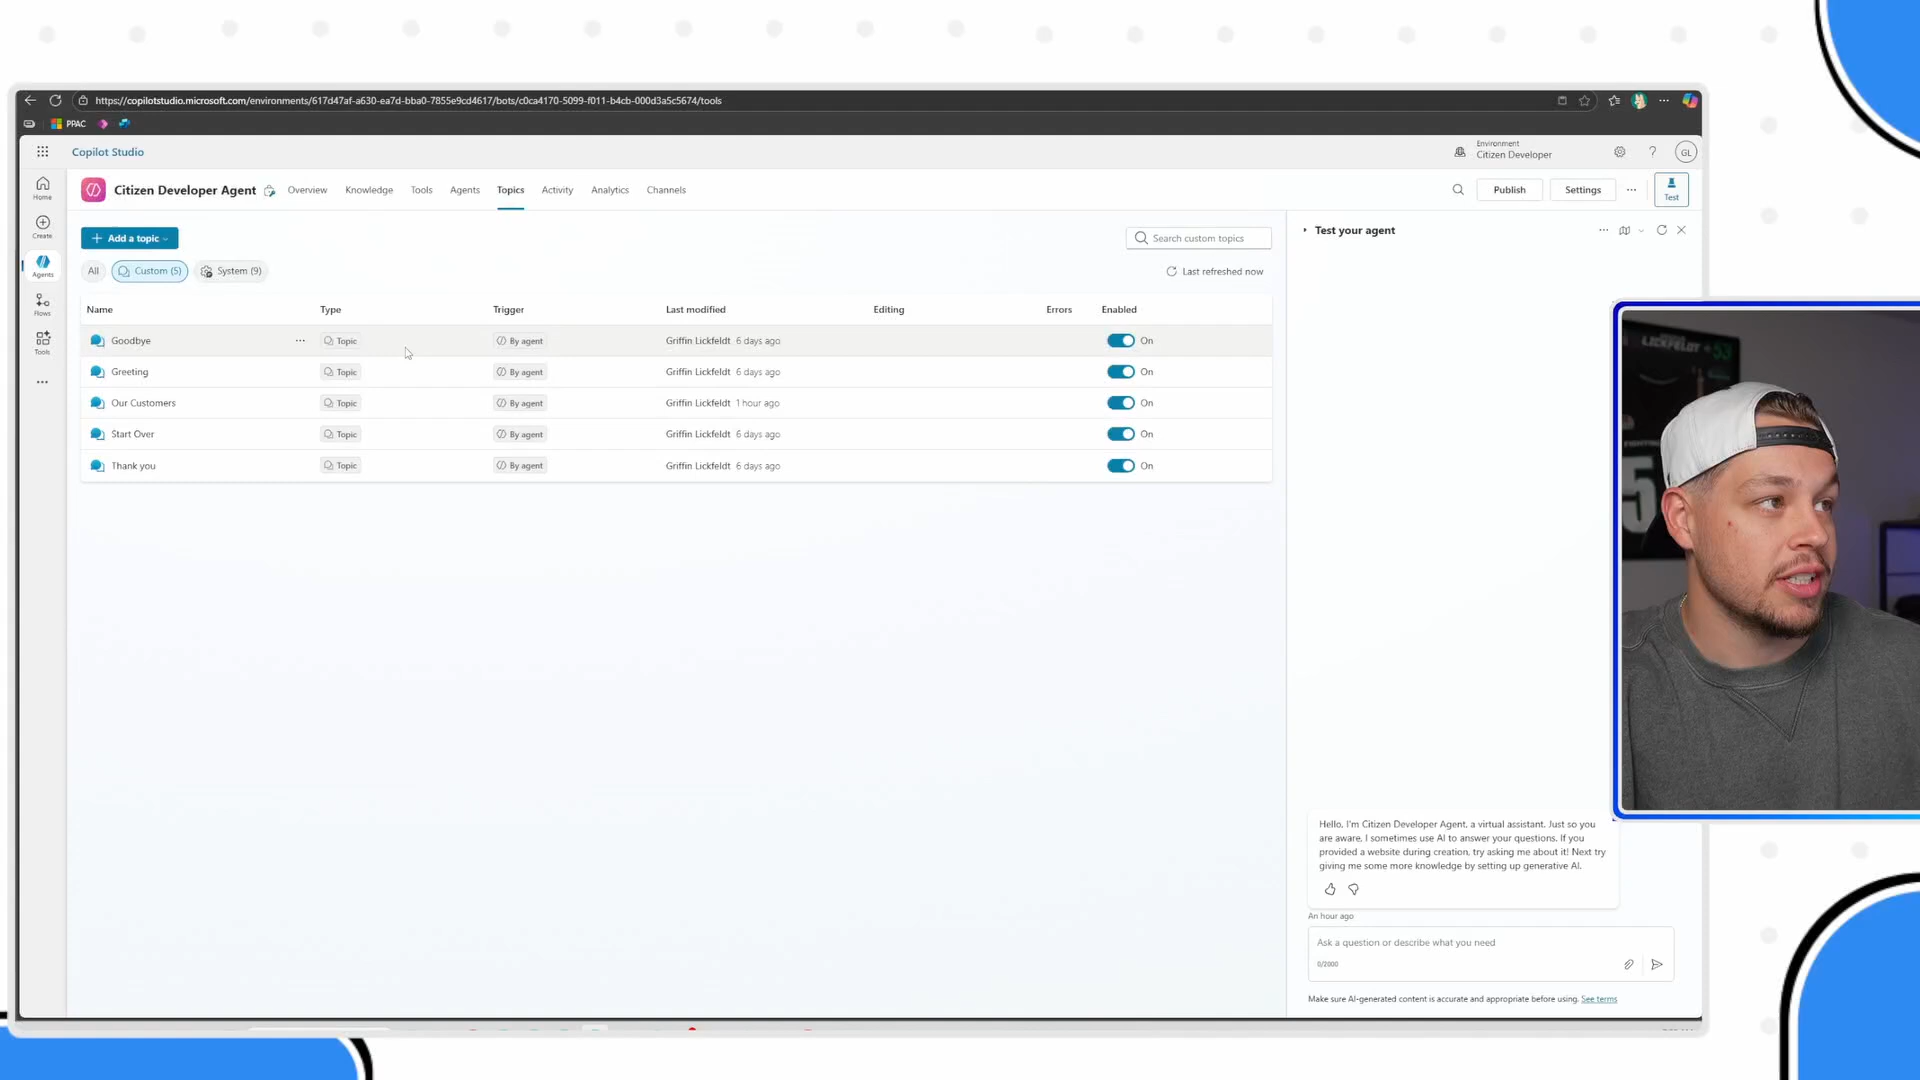 https://copilotstudio.microsoft.com/environments/617d47af-a630-ea7d-bba0-7855e9cd4617/bots/c0ca4170-5099-f011-b4cb-000d3a5c5674/tools
PPAC
Copilot Studio
Environment
Citizen Developer
GL
Citizen Developer Agent
Overview
Knowledge
Tools
Agents
Topics
Activity
Analytics
Channels
Publish
Settings
Test
Home
Create
Agents
Flows
Tools
Add a topic
Search custom topics
All
Custom (5)
System (9)
Last refreshed now
Name Type Trigger Last modified Editing Errors Enabled
Goodbye Topic By agent Griffin Lickfeldt 6 days ago On
Greeting Topic By agent Griffin Lickfeldt 6 days ago On
Our Customers Topic By agent Griffin Lickfeldt 1 hour ago On
Start Over Topic By agent Griffin Lickfeldt 6 days ago On
Thank you Topic By agent Griffin Lickfeldt 6 days ago On
Test your agent
Hello, I'm Citizen Developer Agent, a virtual assistant. Just so you
are aware, I sometimes use AI to answer your questions. If you
provided a website during creation, try asking me about it! Next try
giving me some more knowledge by setting up generative AI.
An hour ago
Ask a question or describe what you need
0/2000
Make sure AI-generated content is accurate and appropriate before using. See terms
LICKFELDT
53
5